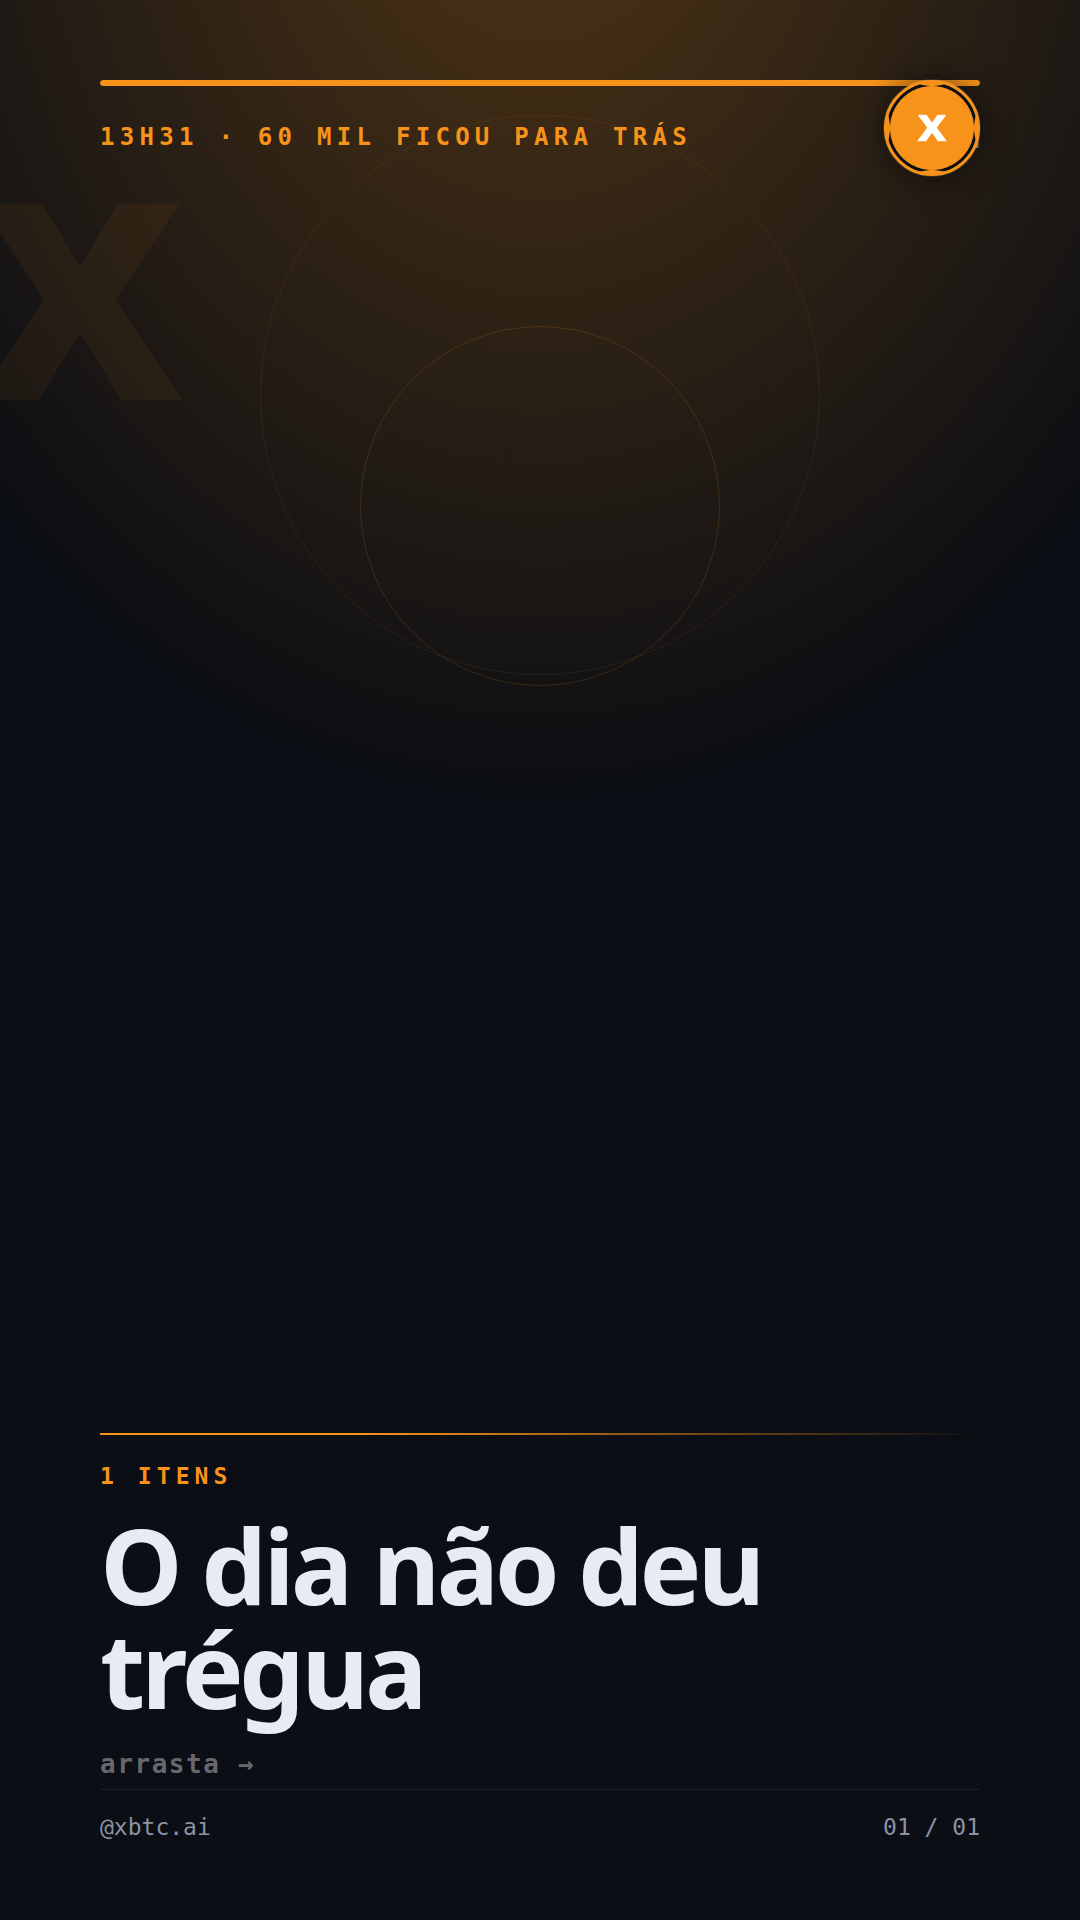 13H31 · 60 MIL FICOU PARA TRÁS
X
X
1 ITENS
O dia não deu
trégua
arrasta →
@xbtc.ai
01 / 01